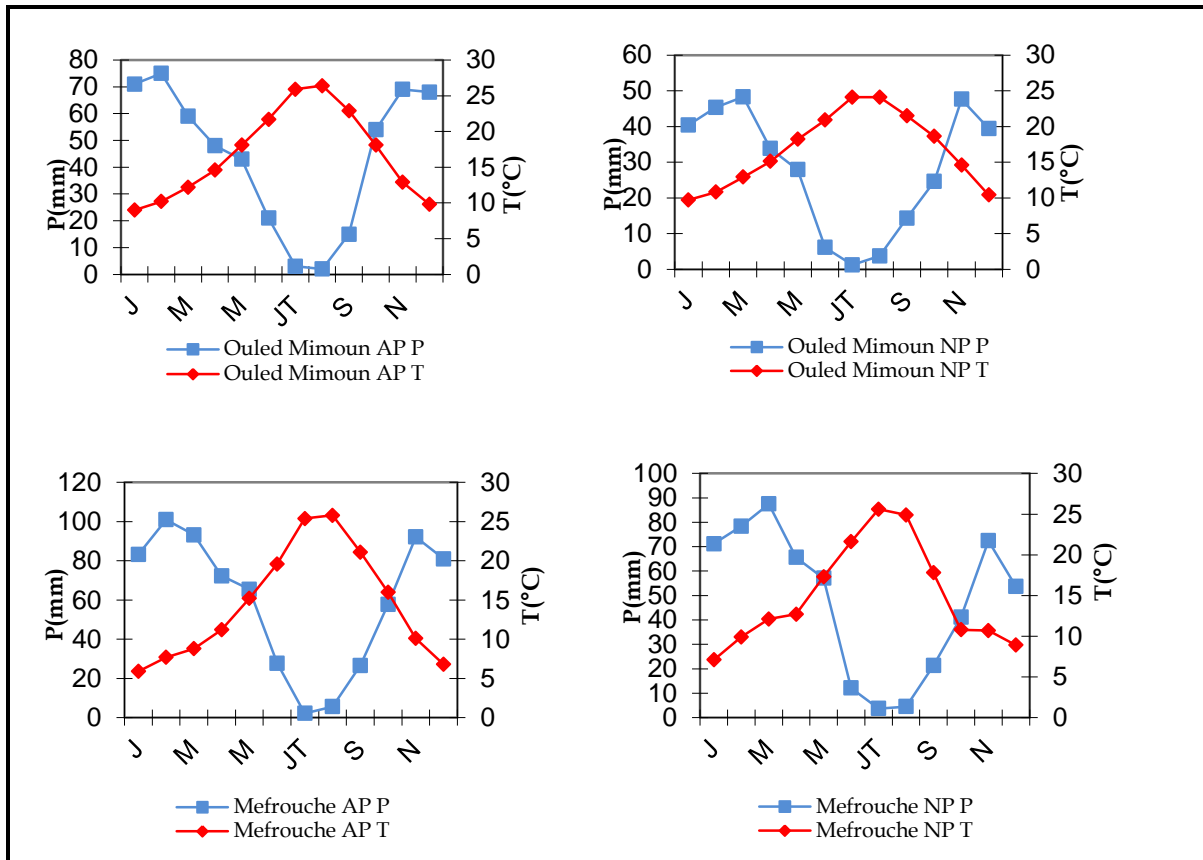 P(mm)
80
70
60
50
40
30
20
10
0
30
25
20
15
10
5
0
T(°C)
J
M
M
JT
S
N
Ouled Mimoun AP P
Ouled Mimoun AP T
P(mm)
60
50
40
30
20
10
0
30
25
20
15
10
5
0
T(°C)
J
M
M
JT
S
N
Ouled Mimoun NP P
Ouled Mimoun NP T
P(mm)
120
100
80
60
40
20
0
30
25
20
15
10
5
0
T(°C)
J
M
M
JT
S
N
Mefrouche AP P
Mefrouche AP T
P(mm)
100
90
80
70
60
50
40
30
20
10
0
30
25
20
15
10
5
0
T(°C)
J
M
M
JT
S
N
Mefrouche NP P
Mefrouche NP T